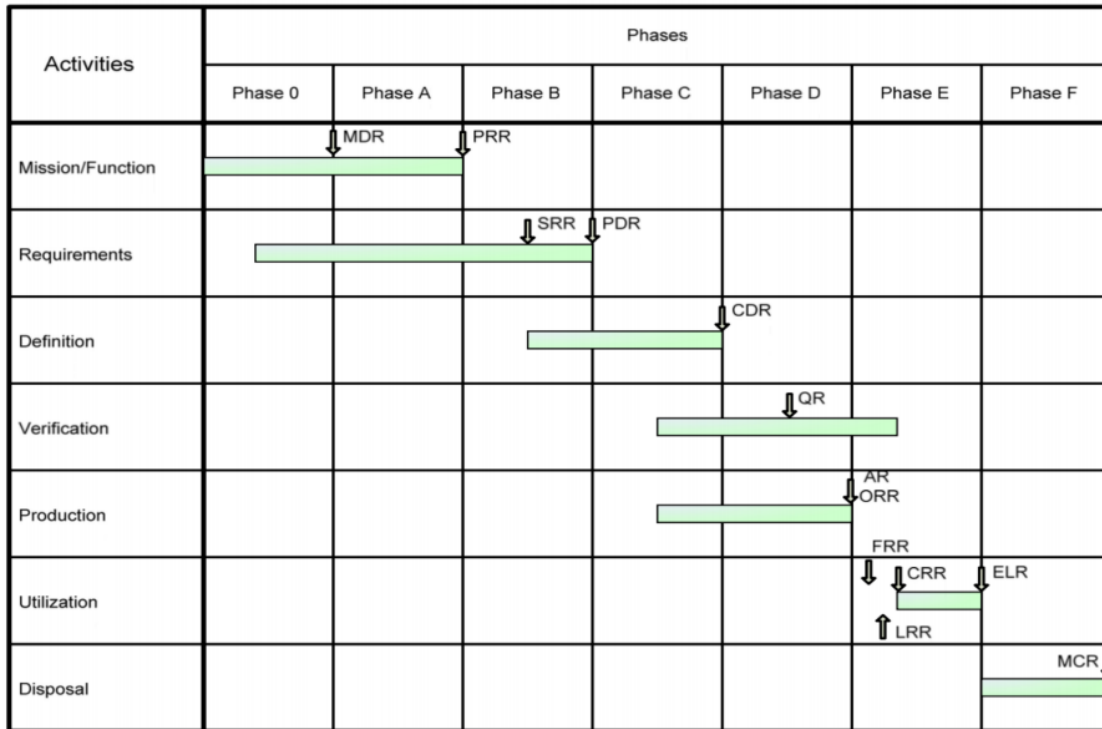 Activities
Phases
Phase 0
Phase A
Phase B
Phase C
Phase D
Phase E
Phase F
Mission/Function
MDR
PRR
Requirements
SRR
PDR
Definition
CDR
Verification
QR
Production
AR
ORR
Utilization
FRR
CRR
ELR
LRR
Disposal
MCR